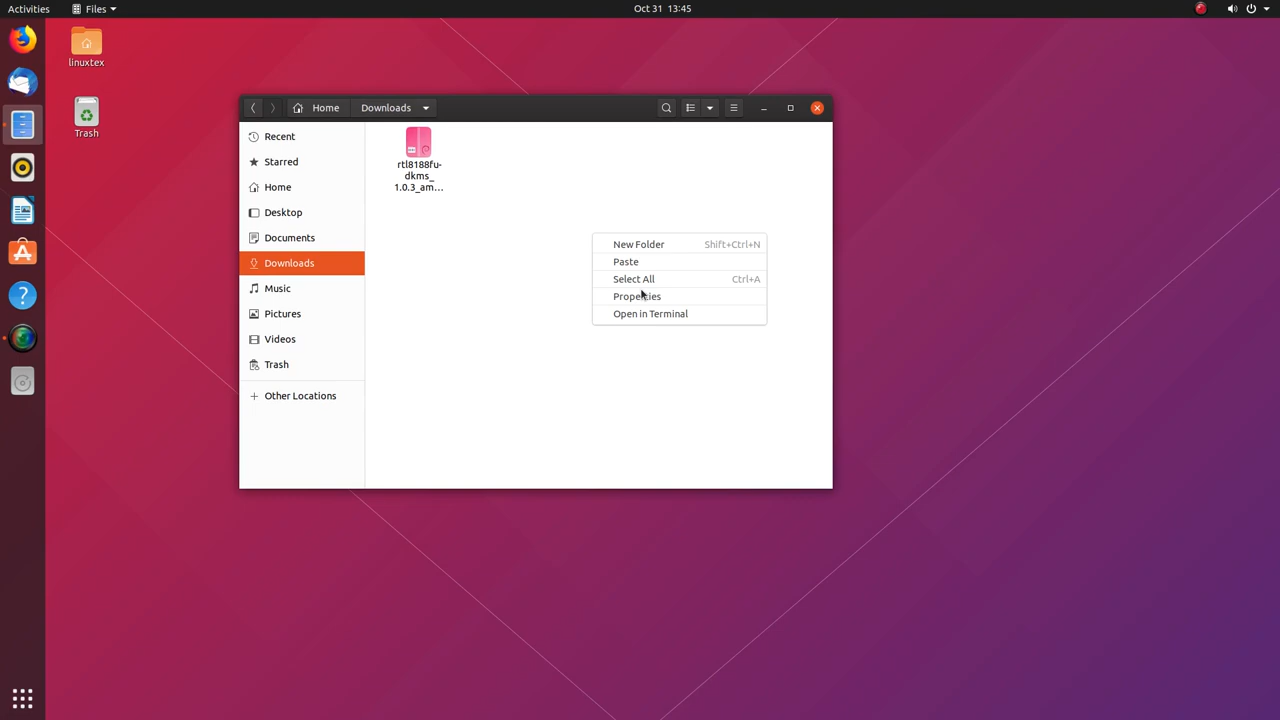 Activities
Files
Oct 31 13:45
linuxtex
Trash
Home
Downloads
Recent
Starred
Home
Desktop
Documents
Downloads
Music
Pictures
Videos
Trash
Other Locations
rtl8188fu-
dkms_
1.0.3_am...
New Folder Shift+Ctrl+N
Paste
Select All Ctrl+A
Properties
Open in Terminal